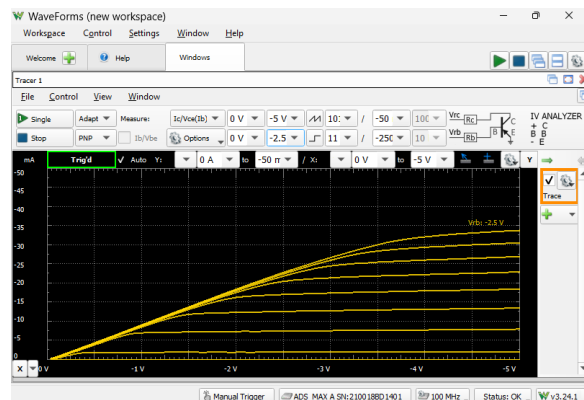 WaveForms (new workspace)
Workspace Control Settings Window Help
Welcome Help Windows
Tracer 1
File Control View Window
Single Adapt Measure: Ic/Vce(Ib) 0 V -5 V 10: / -50 100 Vrc Rc C IV ANALYZER
Stop PNP Ib/Vbe Options 0 V -2.5 11 / -250 10 Vrb Rb B E
+ C
B B
- E
mA Trig'd Auto Y: 0 A to -50 m / X: 0 V to -5 V Y
Trace
-50
-45
-40
-35
Vrb: -2.5 V
-30
-25
-20
-15
-10
-5
0
X 0 V -1 V -2 V -3 V -4 V -5 V
Manual Trigger ADS MAX A SN:210018BD1401 100 MHz Status: OK v3.24.1